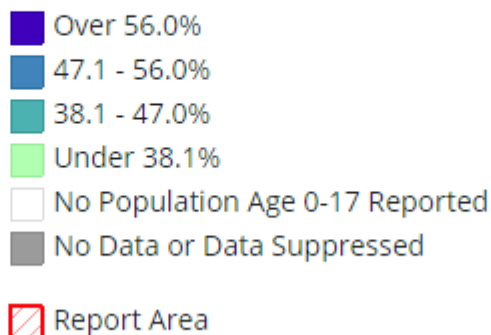 Over 56.0%
47.1 - 56.0%
38.1 - 47.0%
Under 38.1%
No Population Age 0-17 Reported
No Data or Data Suppressed
Report Area